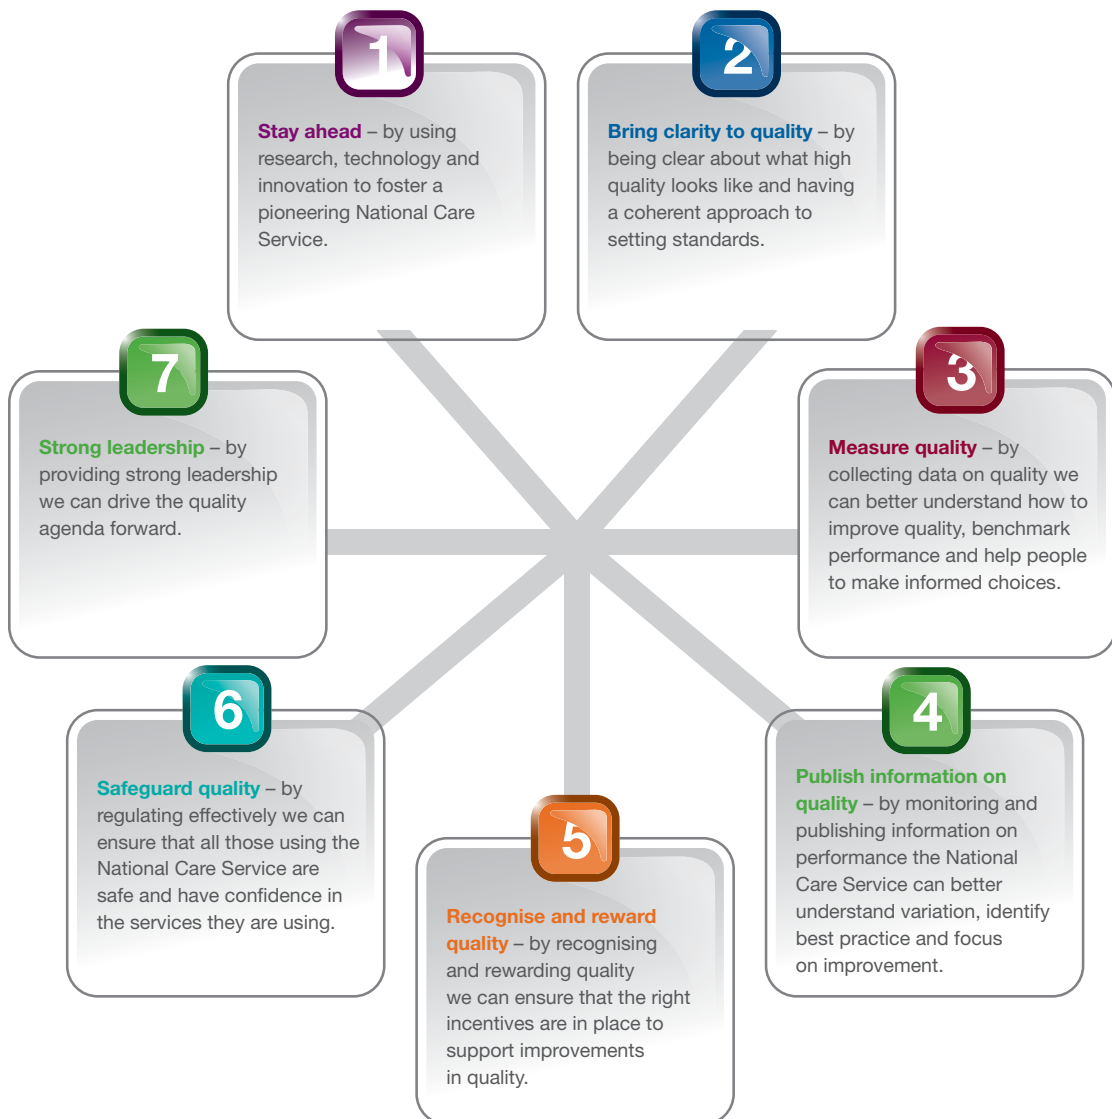 1
Stay ahead – by using
research, technology and
innovation to foster a
pioneering National Care
Service.
2
Bring clarity to quality – by
being clear about what high
quality looks like and having
a coherent approach to
setting standards.
3
Measure quality – by
collecting data on quality we
can better understand how to
improve quality, benchmark
performance and help people
to make informed choices.
4
Publish information on
quality – by monitoring and
publishing information on
performance the National
Care Service can better
understand variation, identify
best practice and focus
on improvement.
5
Recognise and reward
quality – by recognising
and rewarding quality
we can ensure that the right
incentives are in place to
support improvements
in quality.
6
Safeguard quality – by
regulating effectively we can
ensure that all those using the
National Care Service are
safe and have confidence in
the services they are using.
7
Strong leadership – by
providing strong leadership
we can drive the quality
agenda forward.